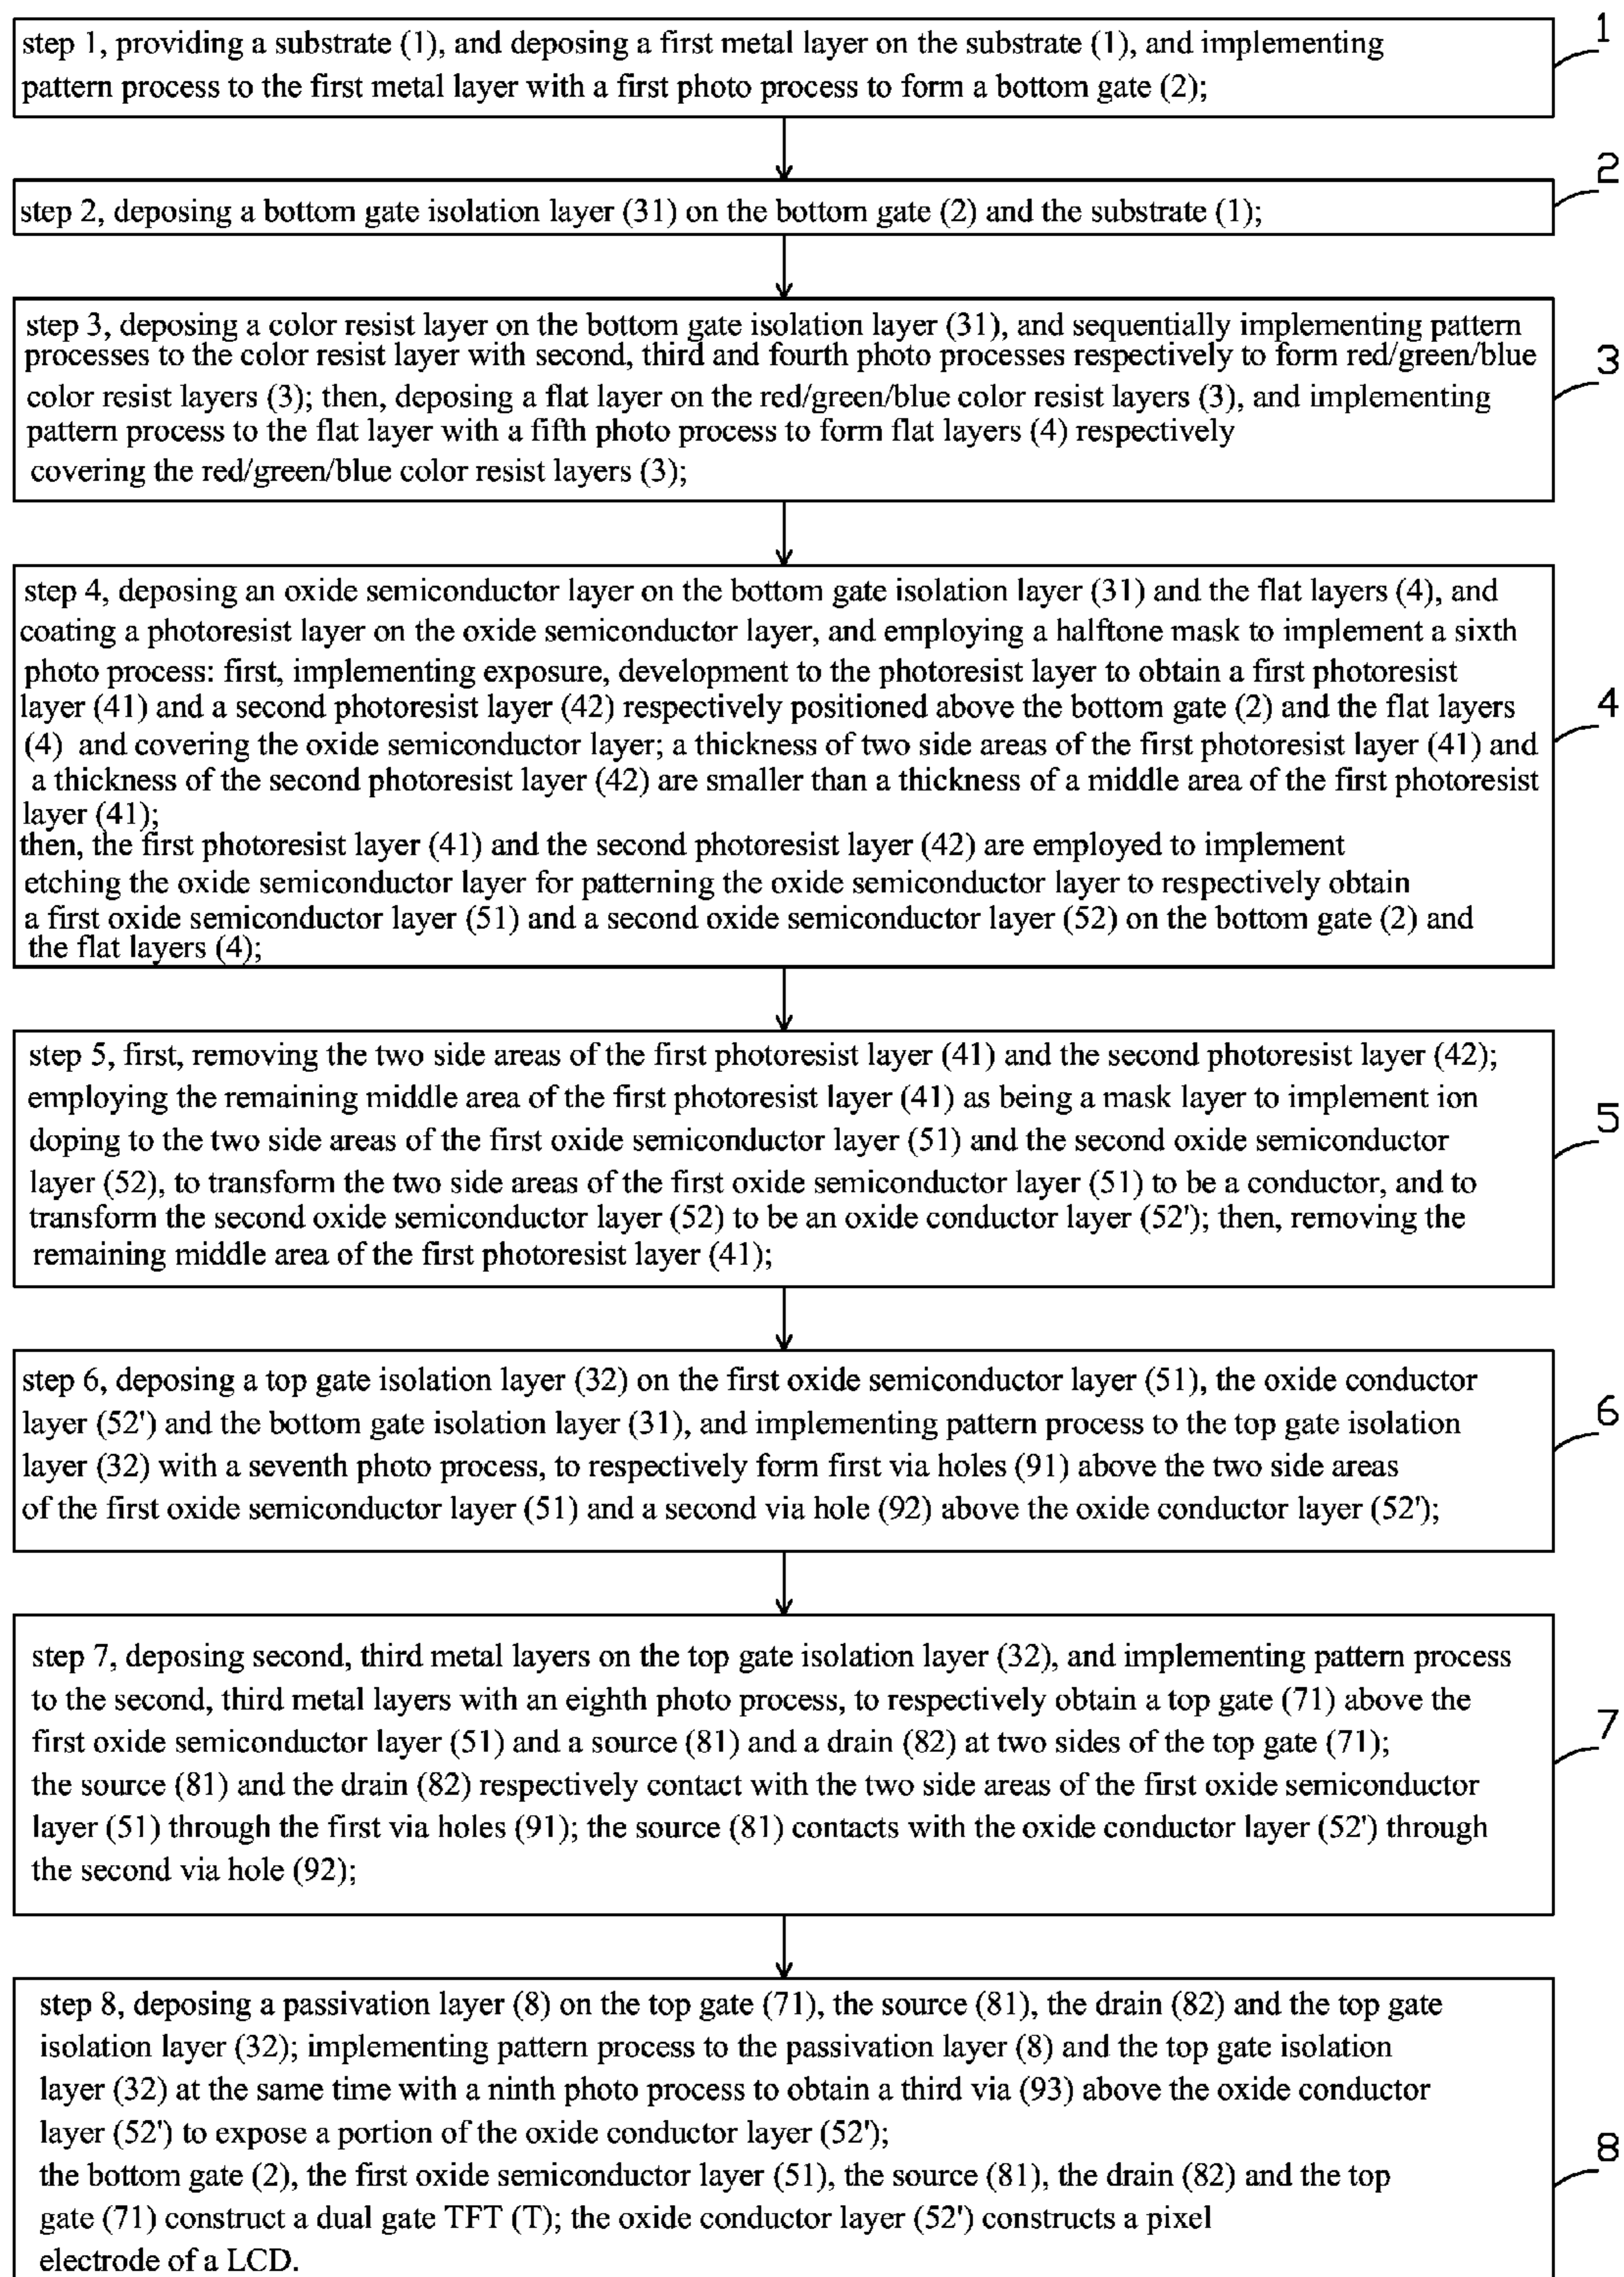 step 1, providing a substrate (1), and deposing a first metal layer on the substrate (1), and implementing
pattern process to the first metal layer with a first photo process to form a bottom gate (2);
1
step 2, deposing a bottom gate isolation layer (31) on the bottom gate (2) and the substrate (1);
2
step 3, deposing a color resist layer on the bottom gate isolation layer (31), and sequentially implementing pattern
processes to the color resist layer with second, third and fourth photo processes respectively to form red/green/blue
color resist layers (3); then, deposing a flat layer on the red/green/blue color resist layers (3), and implementing
pattern process to the flat layer with a fifth photo process to form flat layers (4) respectively
covering the red/green/blue color resist layers (3);
3
step 4, deposing an oxide semiconductor layer on the bottom gate isolation layer (31) and the flat layers (4), and
coating a photoresist layer on the oxide semiconductor layer, and employing a halftone mask to implement a sixth
photo process: first, implementing exposure, development to the photoresist layer to obtain a first photoresist
layer (41) and a second photoresist layer (42) respectively positioned above the bottom gate (2) and the flat layers
(4) and covering the oxide semiconductor layer; a thickness of two side areas of the first photoresist layer (41) and
a thickness of the second photoresist layer (42) are smaller than a thickness of a middle area of the first photoresist
layer (41);
then, the first photoresist layer (41) and the second photoresist layer (42) are employed to implement
etching the oxide semiconductor layer for patterning the oxide semiconductor layer to respectively obtain
a first oxide semiconductor layer (51) and a second oxide semiconductor layer (52) on the bottom gate (2) and
the flat layers (4);
4
step 5, first, removing the two side areas of the first photoresist layer (41) and the second photoresist layer (42);
employing the remaining middle area of the first photoresist layer (41) as being a mask layer to implement ion
doping to the two side areas of the first oxide semiconductor layer (51) and the second oxide semiconductor
layer (52), to transform the two side areas of the first oxide semiconductor layer (51) to be a conductor, and to
transform the second oxide semiconductor layer (52) to be an oxide conductor layer (52'); then, removing the
remaining middle area of the first photoresist layer (41);
5
step 6, deposing a top gate isolation layer (32) on the first oxide semiconductor layer (51), the oxide conductor
layer (52') and the bottom gate isolation layer (31), and implementing pattern process to the top gate isolation
layer (32) with a seventh photo process, to respectively form first via holes (91) above the two side areas
of the first oxide semiconductor layer (51) and a second via hole (92) above the oxide conductor layer (52');
6
step 7, deposing second, third metal layers on the top gate isolation layer (32), and implementing pattern process
to the second, third metal layers with an eighth photo process, to respectively obtain a top gate (71) above the
first oxide semiconductor layer (51) and a source (81) and a drain (82) at two sides of the top gate (71);
the source (81) and the drain (82) respectively contact with the two side areas of the first oxide semiconductor
layer (51) through the first via holes (91); the source (81) contacts with the oxide conductor layer (52') through
the second via hole (92);
7
step 8, deposing a passivation layer (8) on the top gate (71), the source (81), the drain (82) and the top gate
isolation layer (32); implementing pattern process to the passivation layer (8) and the top gate isolation
layer (32) at the same time with a ninth photo process to obtain a third via (93) above the oxide conductor
layer (52') to expose a portion of the oxide conductor layer (52');
the bottom gate (2), the first oxide semiconductor layer (51), the source (81), the drain (82) and the top
gate (71) construct a dual gate TFT (T); the oxide conductor layer (52') constructs a pixel
electrode of a LCD.
8